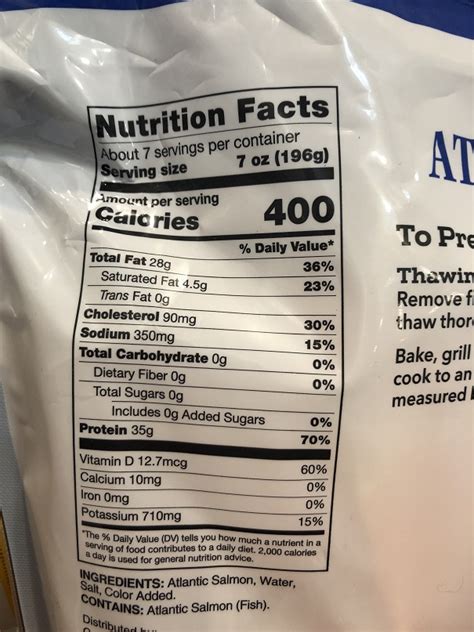 Nutrition Facts
About 7 servings per container
Serving size 7 oz (196g)
Amount per serving
Calories 400
% Daily Value*
Total Fat 28g 36%
Saturated Fat 4.5g 23%
Trans Fat 0g
Cholesterol 90mg 30%
Sodium 350mg 15%
Total Carbohydrate 0g 0%
Dietary Fiber 0g 0%
Total Sugars 0g
Includes 0g Added Sugars 0%
Protein 35g 70%
Vitamin D 12.7mcg 60%
Calcium 10mg 0%
Iron 0mg 0%
Potassium 710mg 15%
*The % Daily Value (DV) tells you how much a nutrient in a
serving of food contributes to a daily diet. 2,000 calories
a day is used for general nutrition advice.
INGREDIENTS: Atlantic Salmon, Water,
Salt, Color Added.
CONTAINS: Atlantic Salmon (Fish).
Distributed
AT
To Pre
Thawin
Remove f
thaw thor
Bake, grill
cook to an
measured